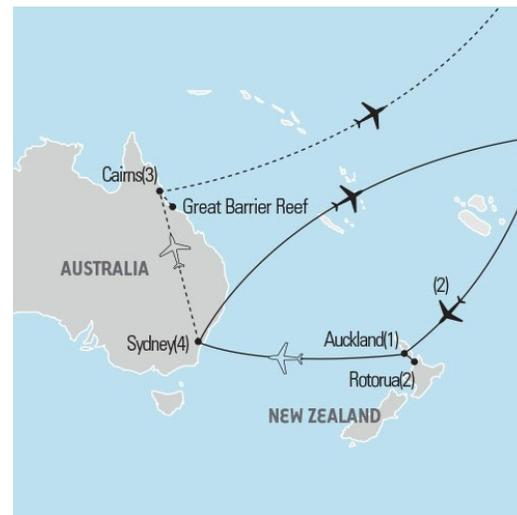 Cairns(3)
Great Barrier Reef
AUSTRALIA
(2)
Sydney(4)
Auckland(1)
Rotorua(2)
NEW ZEALAND